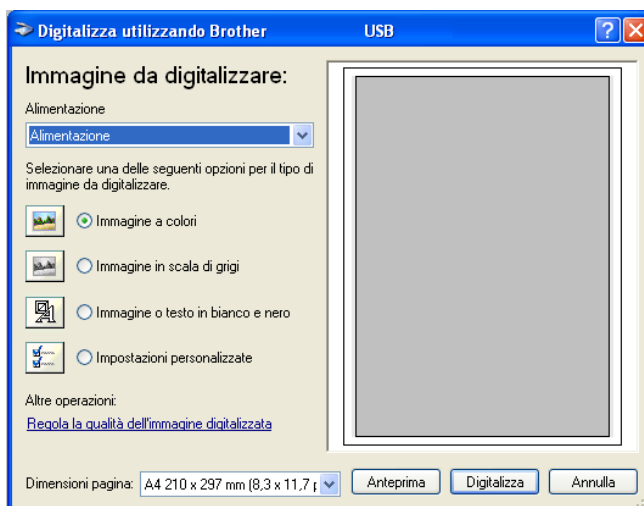 Digitalizza utilizzando Brother USB
Immagine da digitalizzare:
Alimentazione
Alimentazione
Selezionare una delle seguenti opzioni per il tipo di
immagine da digitalizzare.
Immagine a colori
Immagine in scala di grigi
Immagine o testo in bianco e nero
Impostazioni personalizzate
Altre operazioni:
Regola la qualità dell'immagine digitalizzata
Dimensioni pagina: A4 210 x 297 mm (8,3 x 11,7 p
Anteprima Digitalizza Annulla